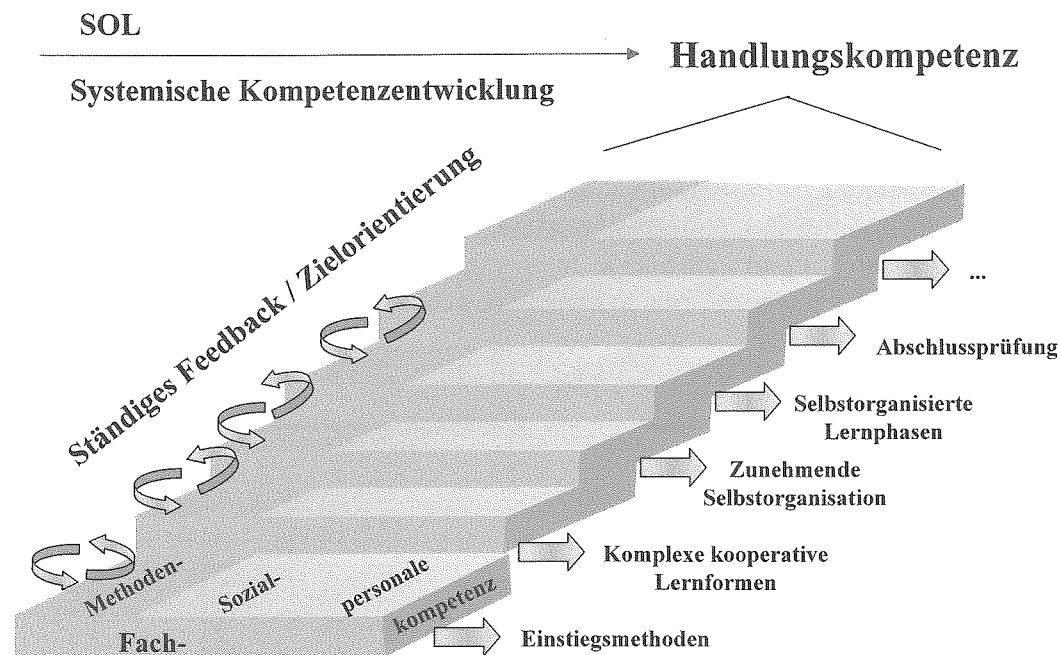 SOL
Handlungskompetenz
Systemische Kompetenzentwicklung
Ständiges Feedback / Zielorientierung
...
Abschlussprüfung
Selbstorganisierte
Lernphasen
Zunehmende
Selbstorganisation
Komplexe kooperative
Lernformen
Methoden-
Sozial-
personale
kompetenz
Fach-
Einstiegsmethoden